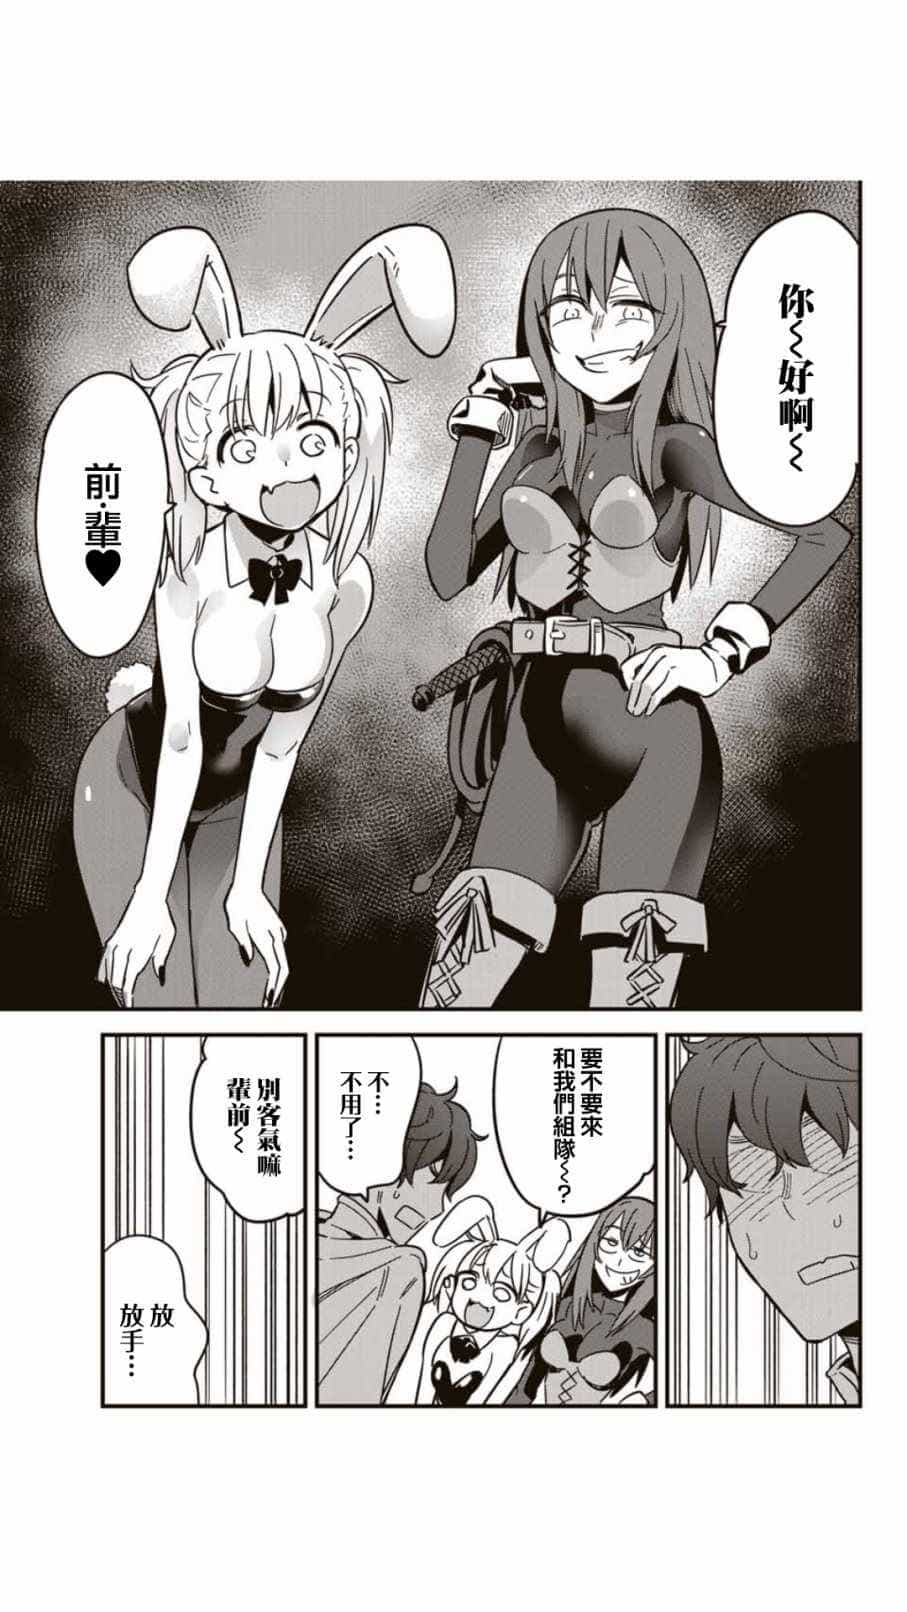 你～好啊～
前·輩♥
要不要來
和我們組隊～？
不…
不用了…
別客氣嘛
輩前～
放
放手…